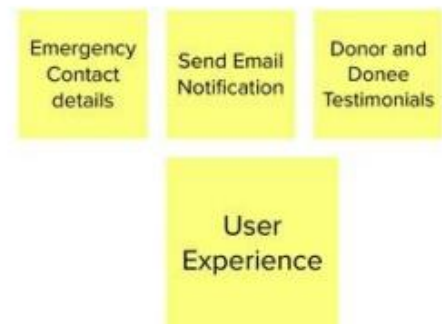 Emergency
Contact
details
Send Email
Notification
Donor and
Donee
Testimonials
User
Experience